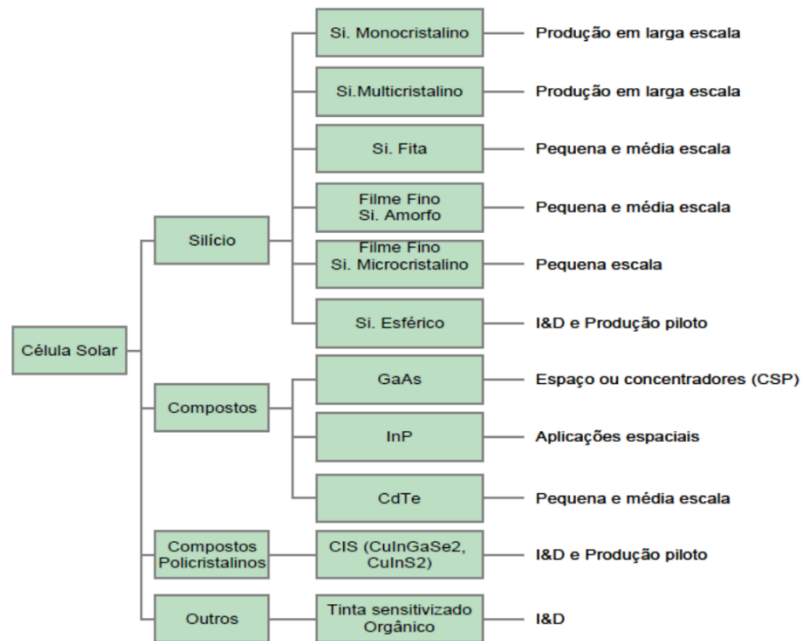 Si. Monocristalino
Produção em larga escala
Si.Multicristalino
Produção em larga escala
Si. Fita
Pequena e média escala
Filme Fino
Si. Amorfo
Pequena e média escala
Silício
Filme Fino
Si. Microcristalino
Pequena escala
Si. Esférico
I&D e Produção piloto
Célula Solar
GaAs
Espaço ou concentradores (CSP)
Compostos
InP
Aplicações espaciais
CdTe
Pequena e média escala
Compostos
Policristalinos
CIS (CuInGaSe2,
CuInS2)
I&D e Produção piloto
Outros
Tinta sensitivizado
Orgânico
I&D